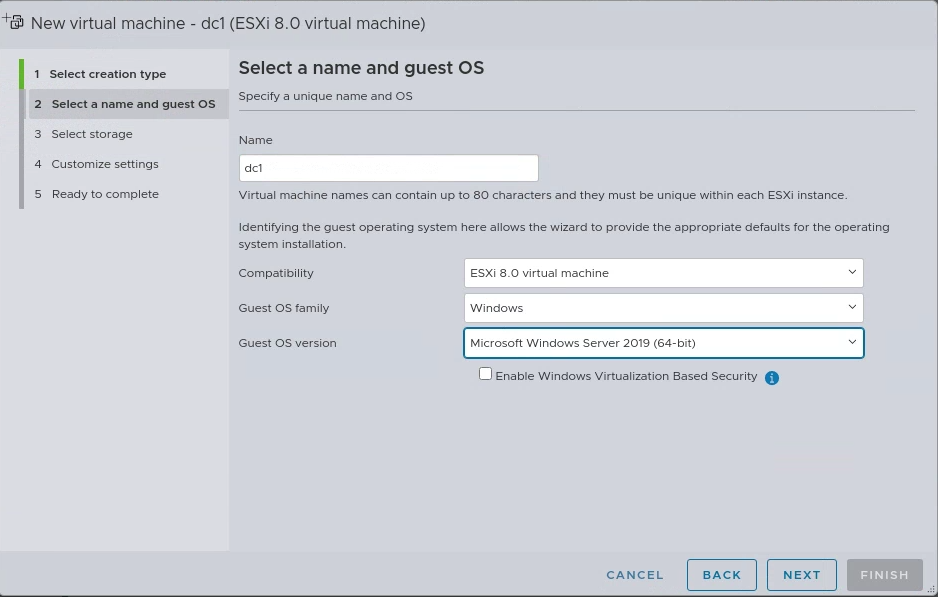 New virtual machine - dc1 (ESXi 8.0 virtual machine)
1 Select creation type
2 Select a name and guest OS
3 Select storage
4 Customize settings
5 Ready to complete
Select a name and guest OS
Specify a unique name and OS
Name
dc1
Virtual machine names can contain up to 80 characters and they must be unique within each ESXi instance.
Identifying the guest operating system here allows the wizard to provide the appropriate defaults for the operating
system installation.
Compatibility
ESXi 8.0 virtual machine
Guest OS family
Windows
Guest OS version
Microsoft Windows Server 2019 (64-bit)
Enable Windows Virtualization Based Security
CANCEL
BACK
NEXT
FINISH